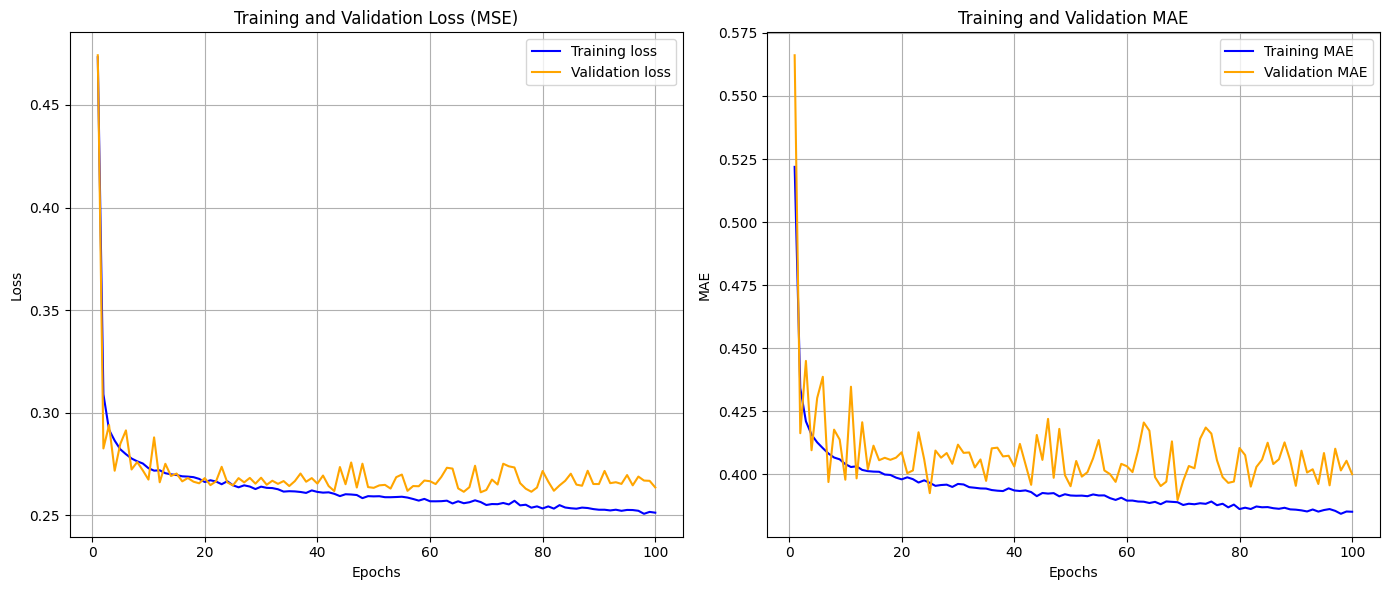 Training and Validation Loss (MSE)
Training loss
Validation loss
0.45
0.40
0.35
0.30
0.25
Loss
0
20
40
60
80
100
Epochs
Training and Validation MAE
Training MAE
Validation MAE
0.575
0.550
0.525
0.500
0.475
0.450
0.425
0.400
MAE
0
20
40
60
80
100
Epochs